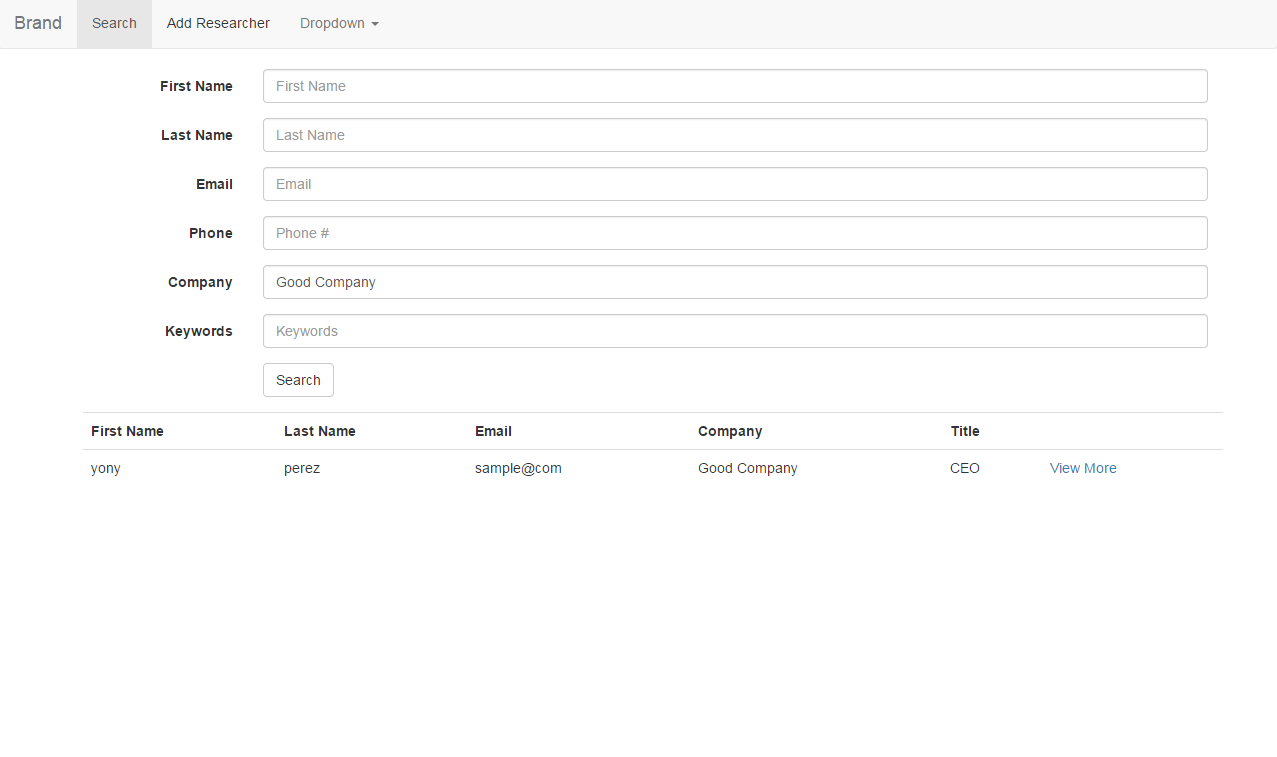 Brand Search Add Researcher Dropdown
First Name First Name
Last Name Last Name
Email Email
Phone Phone #
Company Good Company
Keywords Keywords
Search
First Name Last Name Email Company Title
yony perez sample@com Good Company CEO View More